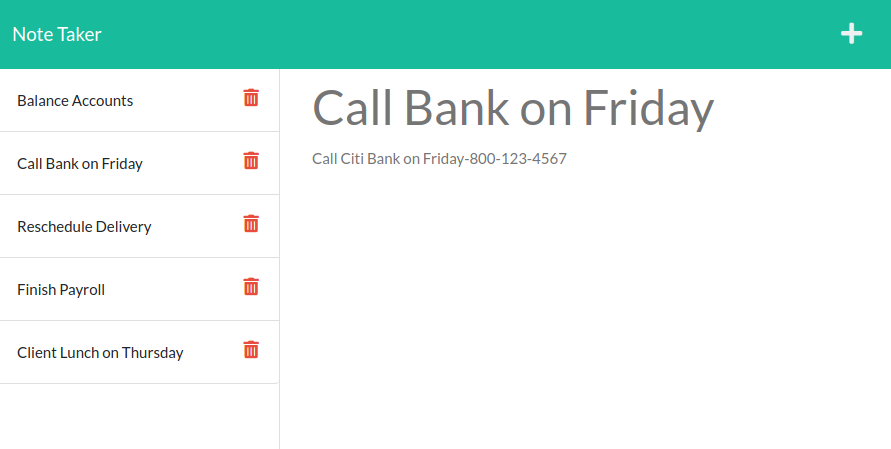 Note Taker
Balance Accounts
Call Bank on Friday
Reschedule Delivery
Finish Payroll
Client Lunch on Thursday
Call Bank on Friday
Call Citi Bank on Friday-800-123-4567